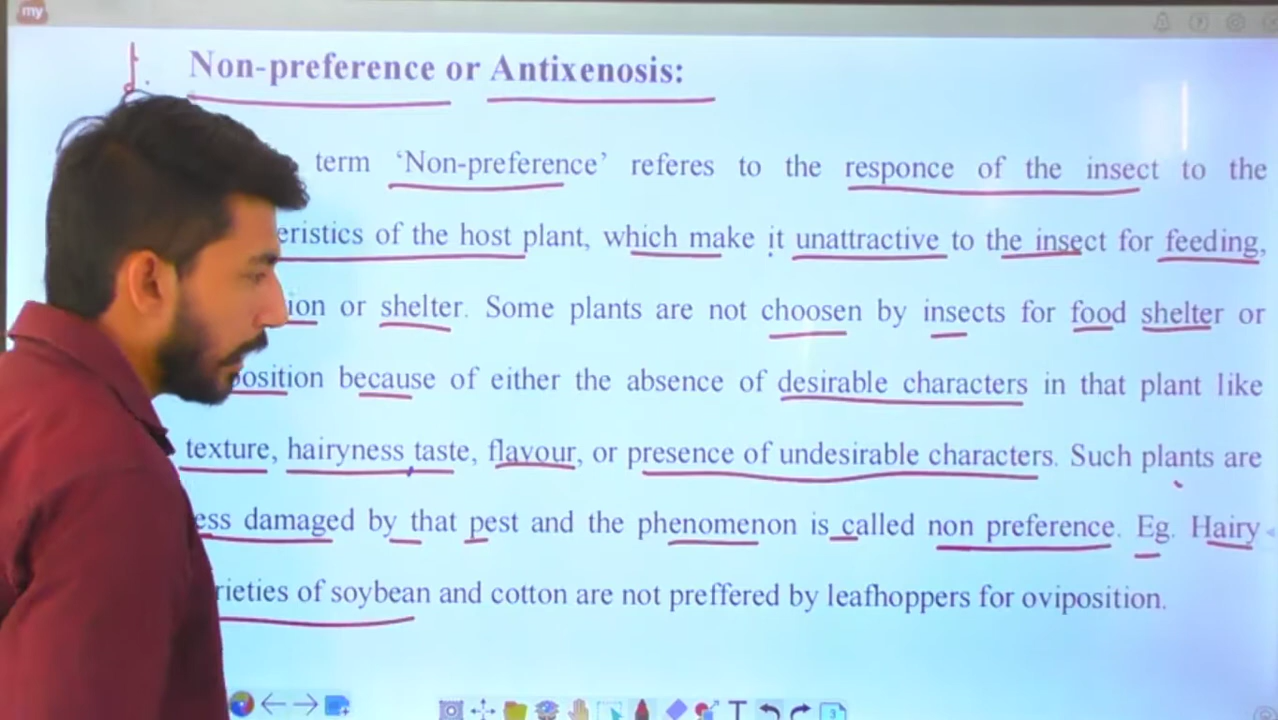 my
1. Non-preference or Antixenosis:
term ‘Non-preference’ referes to the responce of the insect to the
eristics of the host plant, which make it unattractive to the insect for feeding,
ion or shelter. Some plants are not choosen by insects for food shelter or
position because of either the absence of desirable characters in that plant like
texture, hairyness taste, flavour, or presence of undesirable characters. Such plants are
ess damaged by that pest and the phenomenon is called non preference. Eg. Hairy
rieties of soybean and cotton are not preffered by leafhoppers for oviposition.
T
3